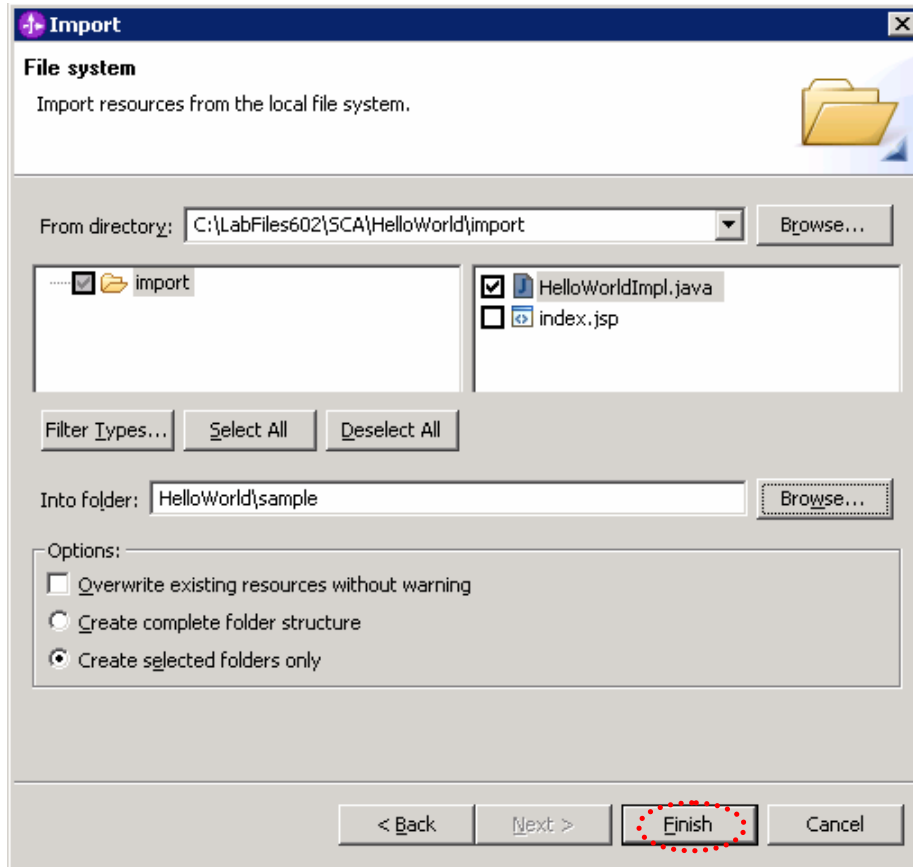 Import
File system
Import resources from the local file system.
From directory: C:\LabFiles602\SCA\HelloWorld\import Browse...
import
HelloWorldImpl.java
index.jsp
Filter Types... Select All Deselect All
Into folder: HelloWorld\sample Browse...
Options:
Overwrite existing resources without warning
Create complete folder structure
Create selected folders only
< Back Next > Finish Cancel